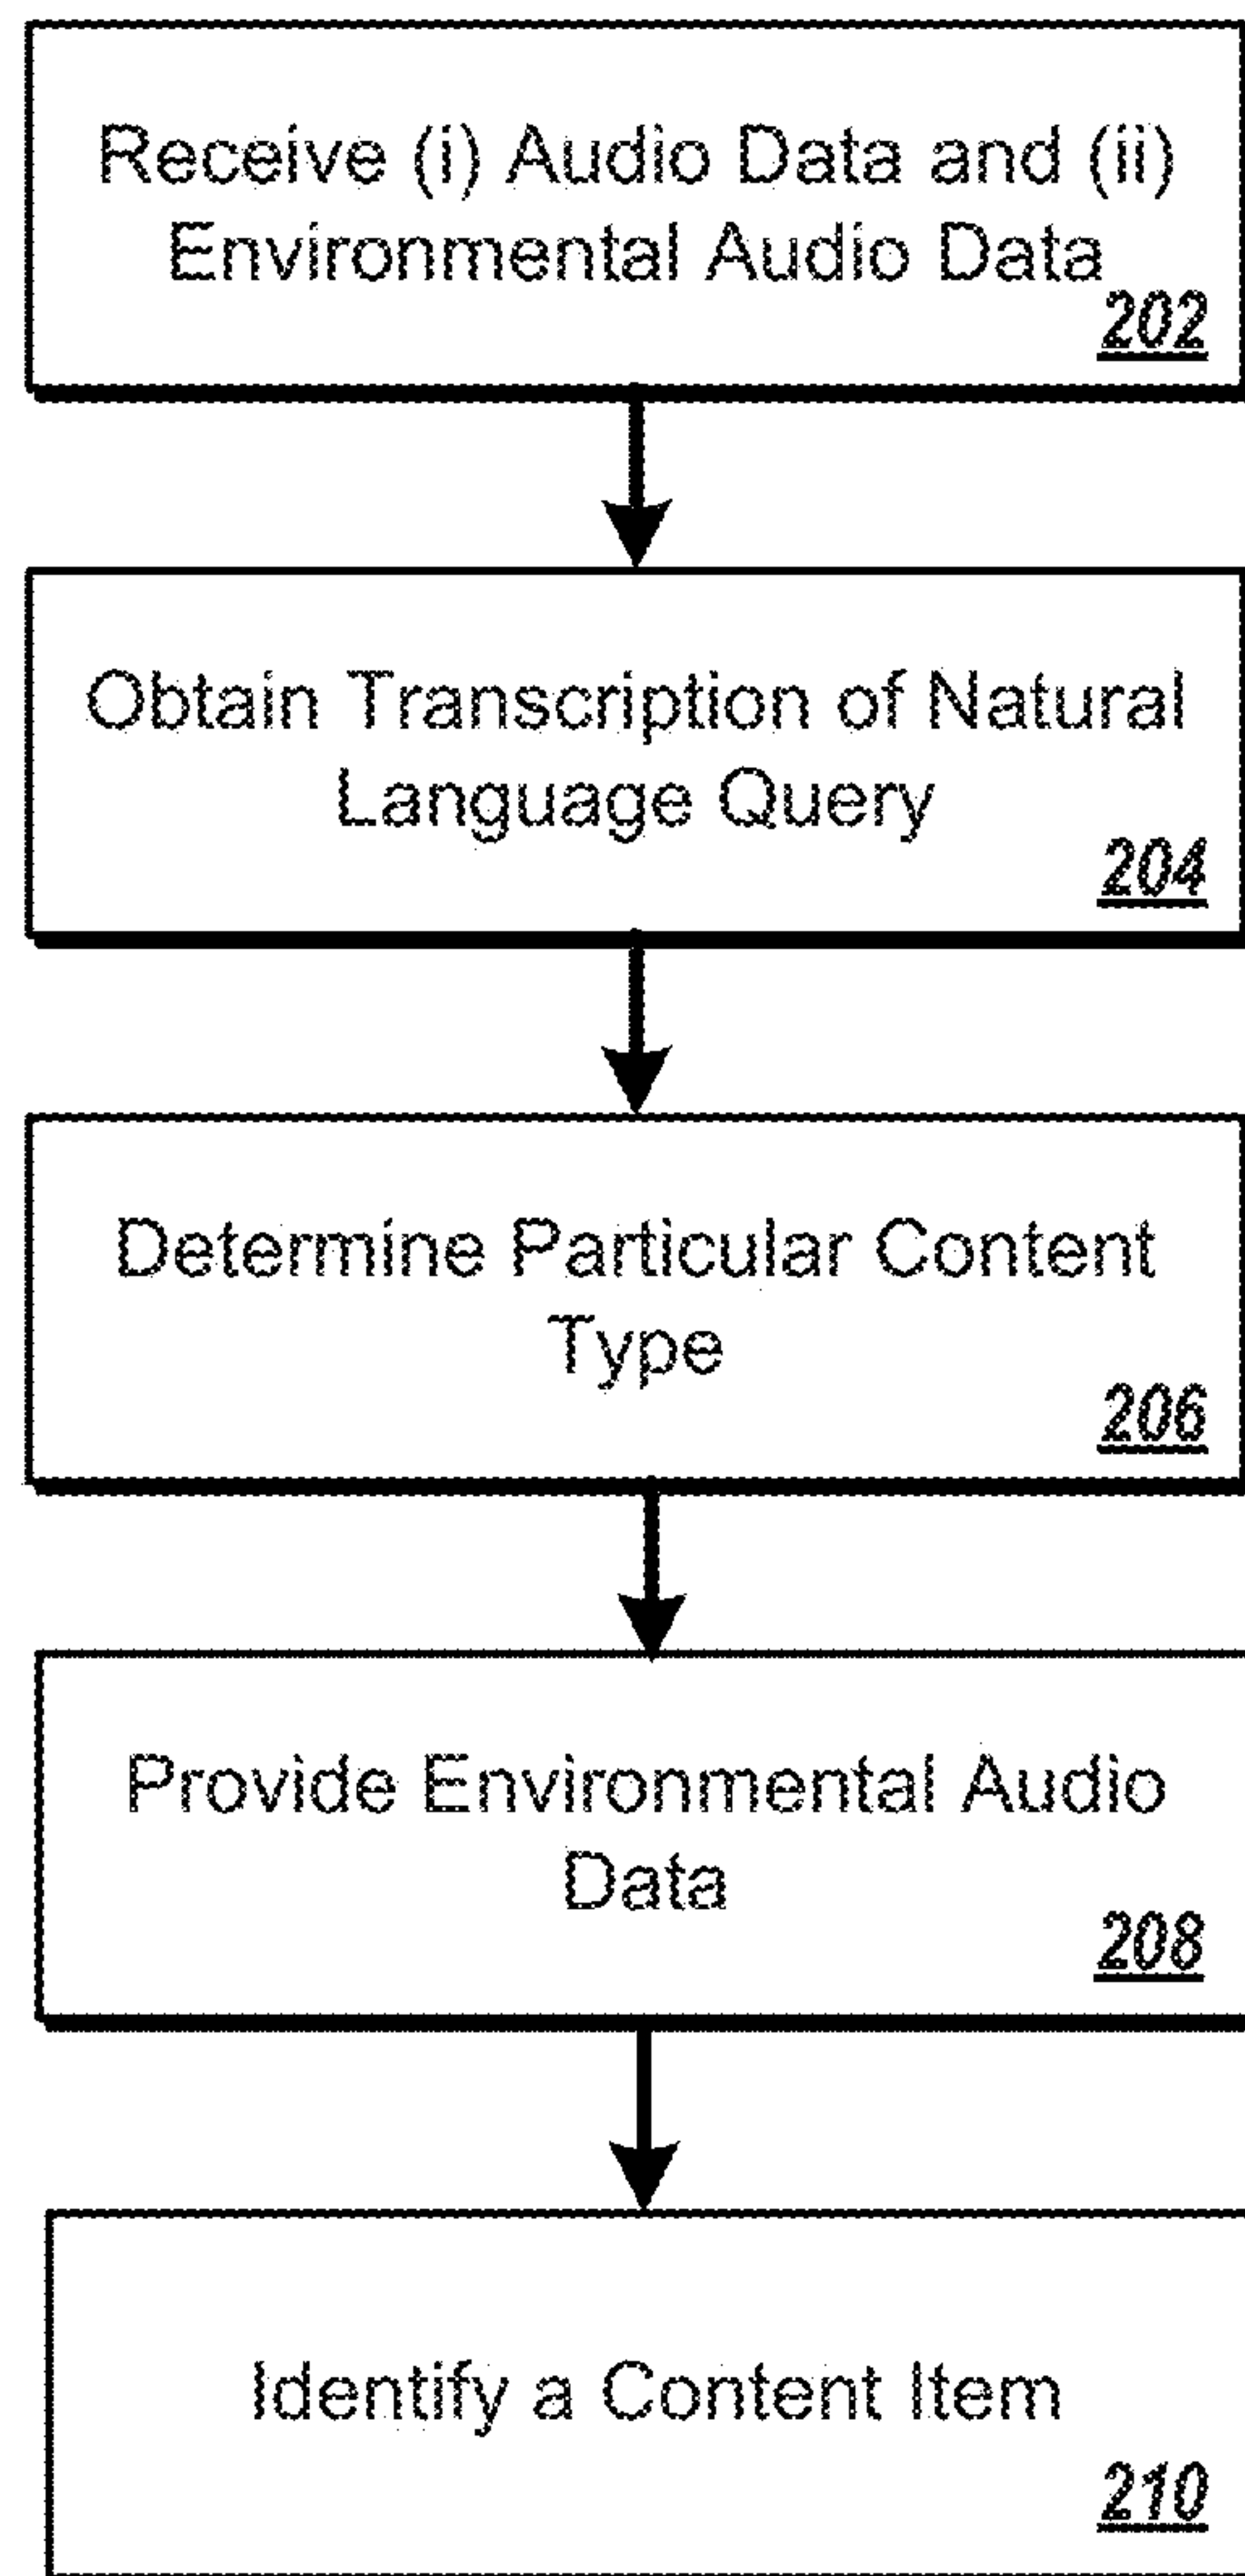 Receive (i) Audio Data and (ii)
Environmental Audio Data
202
Obtain Transcription of Natural
Language Query
204
Determine Particular Content
Type
206
Provide Environmental Audio
Data
208
Identify a Content Item
210